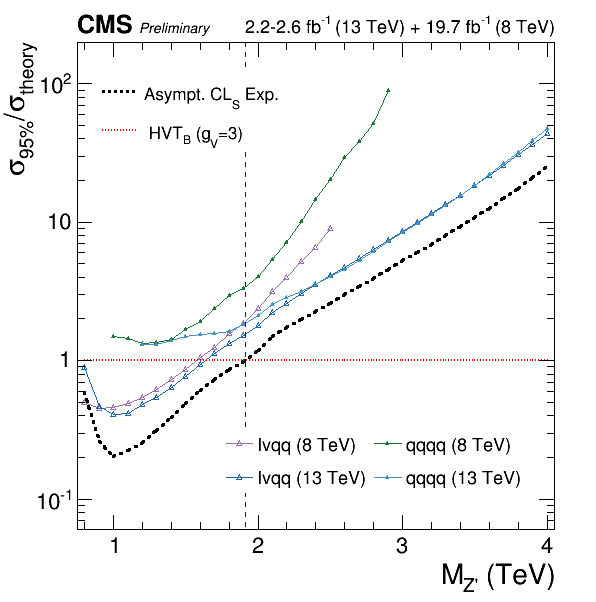 CMS Preliminary 2.2-2.6 fb⁻¹ (13 TeV) + 19.7 fb⁻¹ (8 TeV)
σ95%/σtheory
10²
10
1
10⁻¹
Asympt. CLS Exp.
HVTB (gV=3)
lvqq (8 TeV) qqqq (8 TeV)
lvqq (13 TeV) qqqq (13 TeV)
1 2 3 4
MZ' (TeV)